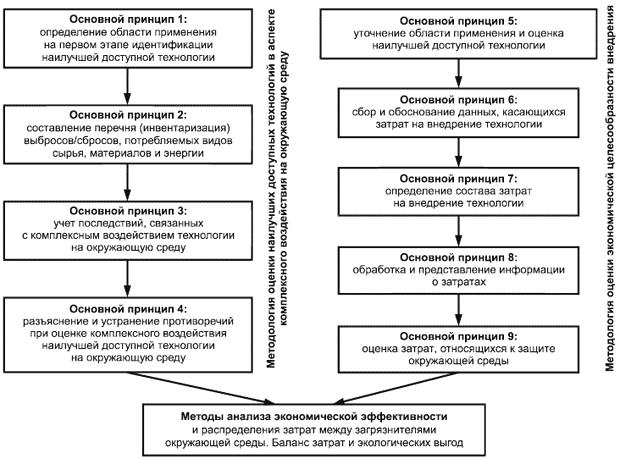 Основной принцип 1:
определение области применения
на первом этапе идентификации
наилучшей доступной технологии
Основной принцип 2:
составление перечня (инвентаризация)
выбросов/сбросов, потребляемых видов
сырья, материалов и энергии
Основной принцип 3:
учет последствий, связанных
с комплексным воздействием технологии
на окружающую среду
Основной принцип 4:
разъяснение и устранение противоречий
при оценке комплексного воздействия
наилучшей доступной технологии
на окружающую среду
Методология оценки наилучших доступных технологий в аспекте
комплексного воздействия на окружающую среду
Основной принцип 5:
уточнение области применения и оценка
наилучшей доступной технологии
Основной принцип 6:
сбор и обоснование данных, касающихся
затрат на внедрение технологии
Основной принцип 7:
определение состава затрат
на внедрение технологии
Основной принцип 8:
обработка и представление информации
о затратах
Основной принцип 9:
оценка затрат, относящихся к защите
окружающей среды
Методология оценки экономической целесообразности внедрения
Методы анализа экономической эффективности
и распределения затрат между загрязнителями
окружающей среды. Баланс затрат и экологических выгод